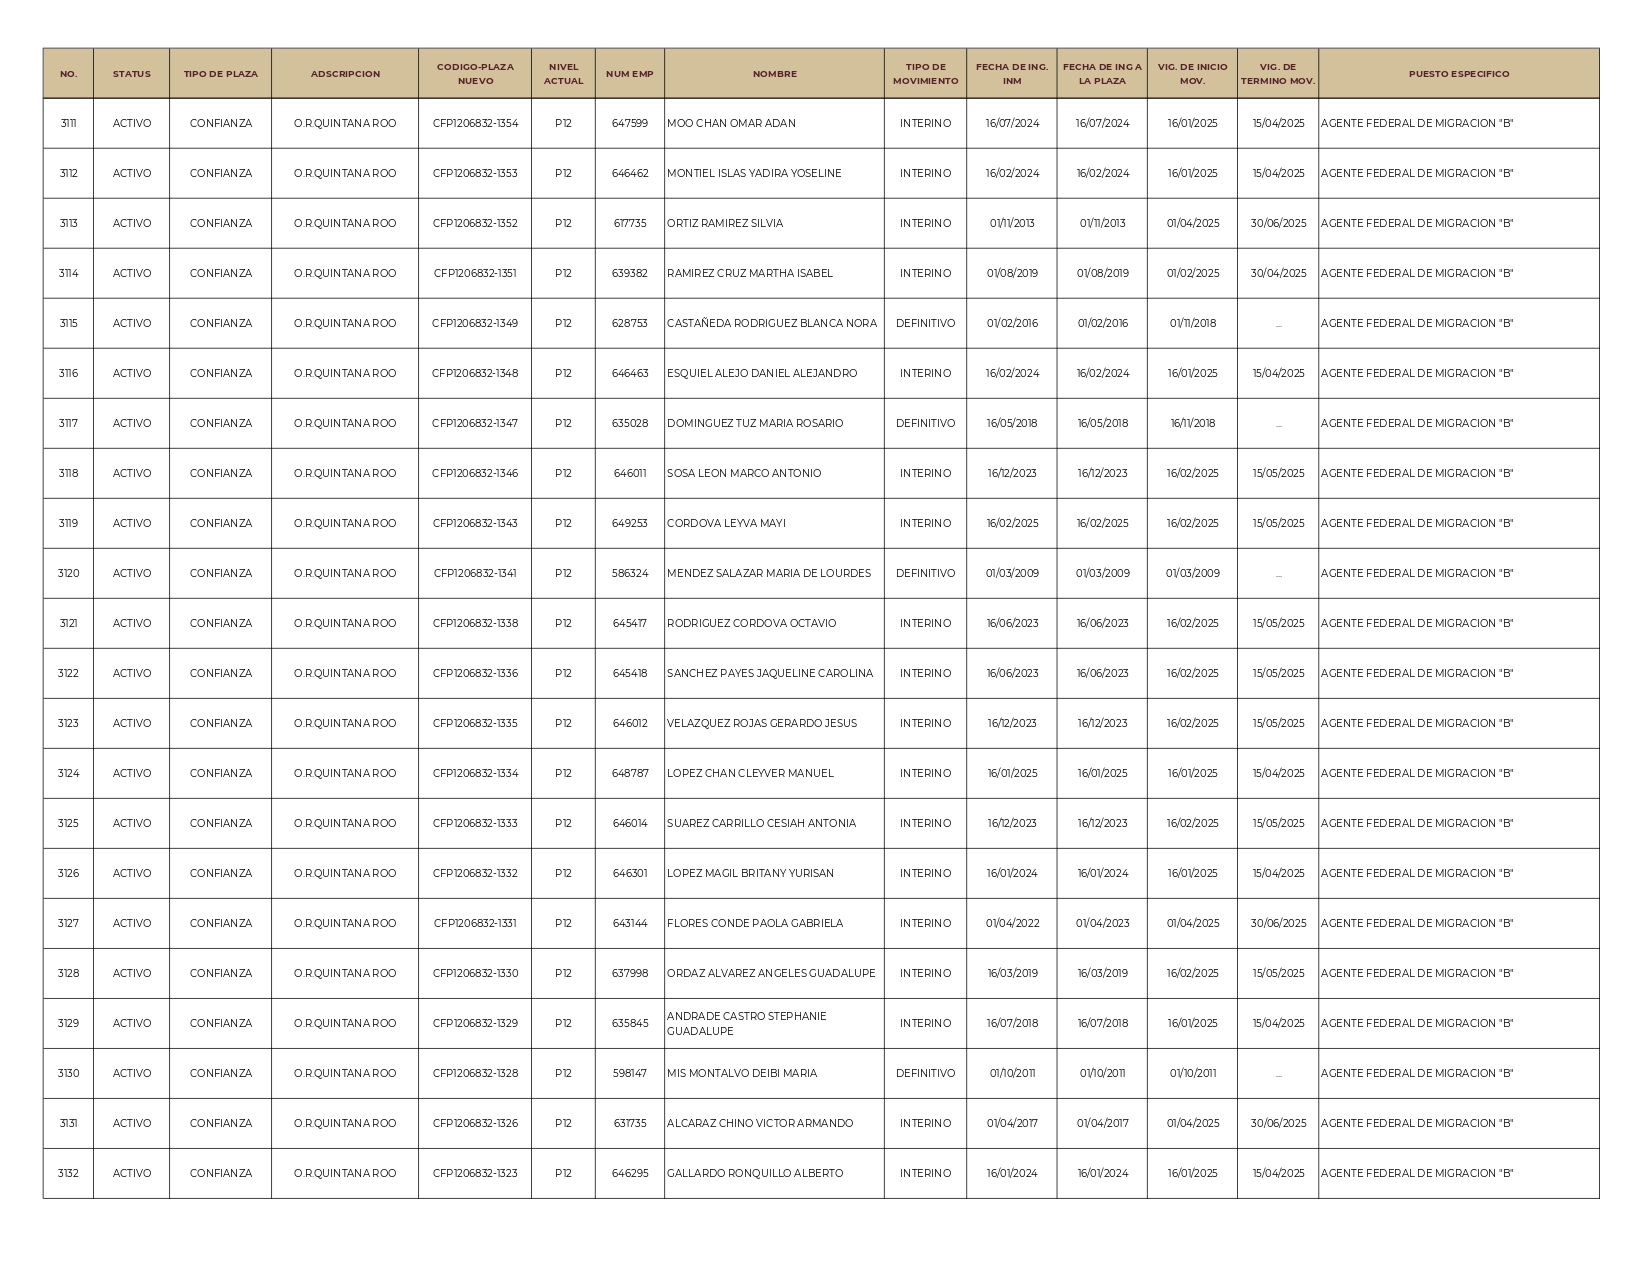 NO. STATUS TIPO DE PLAZA ADSCRIPCION CODIGO-PLAZA NUEVO NIVEL ACTUAL NUM EMP NOMBRE TIPO DE MOVIMIENTO FECHA DE ING. INM FECHA DE ING A LA PLAZA VIG. DE INICIO MOV. VIG. DE TERMINO MOV. PUESTO ESPECIFICO
3111 ACTIVO CONFIANZA O.R.QUINTANA ROO CFP1206832-1354 P12 647599 MOO CHAN OMAR ADAN INTERINO 16/07/2024 16/07/2024 16/01/2025 15/04/2025 AGENTE FEDERAL DE MIGRACION "B"
3112 ACTIVO CONFIANZA O.R.QUINTANA ROO CFP1206832-1353 P12 646462 MONTIEL ISLAS YADIRA YOSELINE INTERINO 16/02/2024 16/02/2024 16/01/2025 15/04/2025 AGENTE FEDERAL DE MIGRACION "B"
3113 ACTIVO CONFIANZA O.R.QUINTANA ROO CFP1206832-1352 P12 617735 ORTIZ RAMIREZ SILVIA INTERINO 01/11/2013 01/11/2013 01/04/2025 30/06/2025 AGENTE FEDERAL DE MIGRACION "B"
3114 ACTIVO CONFIANZA O.R.QUINTANA ROO CFP1206832-1351 P12 639382 RAMIREZ CRUZ MARTHA ISABEL INTERINO 01/08/2019 01/08/2019 01/02/2025 30/04/2025 AGENTE FEDERAL DE MIGRACION "B"
3115 ACTIVO CONFIANZA O.R.QUINTANA ROO CFP1206832-1349 P12 628753 CASTAÑEDA RODRIGUEZ BLANCA NORA DEFINITIVO 01/02/2016 01/02/2016 01/11/2018 ... AGENTE FEDERAL DE MIGRACION "B"
3116 ACTIVO CONFIANZA O.R.QUINTANA ROO CFP1206832-1348 P12 646463 ESQUIEL ALEJO DANIEL ALEJANDRO INTERINO 16/02/2024 16/02/2024 16/01/2025 15/04/2025 AGENTE FEDERAL DE MIGRACION "B"
3117 ACTIVO CONFIANZA O.R.QUINTANA ROO CFP1206832-1347 P12 635028 DOMINGUEZ TUZ MARIA ROSARIO DEFINITIVO 16/05/2018 16/05/2018 16/11/2018 ... AGENTE FEDERAL DE MIGRACION "B"
3118 ACTIVO CONFIANZA O.R.QUINTANA ROO CFP1206832-1346 P12 646011 SOSA LEON MARCO ANTONIO INTERINO 16/12/2023 16/12/2023 16/02/2025 15/05/2025 AGENTE FEDERAL DE MIGRACION "B"
3119 ACTIVO CONFIANZA O.R.QUINTANA ROO CFP1206832-1343 P12 649253 CORDOVA LEYVA MAYI INTERINO 16/02/2025 16/02/2025 16/02/2025 15/05/2025 AGENTE FEDERAL DE MIGRACION "B"
3120 ACTIVO CONFIANZA O.R.QUINTANA ROO CFP1206832-1341 P12 586324 MENDEZ SALAZAR MARIA DE LOURDES DEFINITIVO 01/03/2009 01/03/2009 01/03/2009 ... AGENTE FEDERAL DE MIGRACION "B"
3121 ACTIVO CONFIANZA O.R.QUINTANA ROO CFP1206832-1338 P12 645417 RODRIGUEZ CORDOVA OCTAVIO INTERINO 16/06/2023 16/06/2023 16/02/2025 15/05/2025 AGENTE FEDERAL DE MIGRACION "B"
3122 ACTIVO CONFIANZA O.R.QUINTANA ROO CFP1206832-1336 P12 645418 SANCHEZ PAYES JAQUELINE CAROLINA INTERINO 16/06/2023 16/06/2023 16/02/2025 15/05/2025 AGENTE FEDERAL DE MIGRACION "B"
3123 ACTIVO CONFIANZA O.R.QUINTANA ROO CFP1206832-1335 P12 646012 VELAZQUEZ ROJAS GERARDO JESUS INTERINO 16/12/2023 16/12/2023 16/02/2025 15/05/2025 AGENTE FEDERAL DE MIGRACION "B"
3124 ACTIVO CONFIANZA O.R.QUINTANA ROO CFP1206832-1334 P12 648787 LOPEZ CHAN CLEYVER MANUEL INTERINO 16/01/2025 16/01/2025 16/01/2025 15/04/2025 AGENTE FEDERAL DE MIGRACION "B"
3125 ACTIVO CONFIANZA O.R.QUINTANA ROO CFP1206832-1333 P12 646014 SUAREZ CARRILLO CESIAH ANTONIA INTERINO 16/12/2023 16/12/2023 16/02/2025 15/05/2025 AGENTE FEDERAL DE MIGRACION "B"
3126 ACTIVO CONFIANZA O.R.QUINTANA ROO CFP1206832-1332 P12 646301 LOPEZ MAGIL BRITANY YURISAN INTERINO 16/01/2024 16/01/2024 16/01/2025 15/04/2025 AGENTE FEDERAL DE MIGRACION "B"
3127 ACTIVO CONFIANZA O.R.QUINTANA ROO CFP1206832-1331 P12 643144 FLORES CONDE PAOLA GABRIELA INTERINO 01/04/2022 01/04/2023 01/04/2025 30/06/2025 AGENTE FEDERAL DE MIGRACION "B"
3128 ACTIVO CONFIANZA O.R.QUINTANA ROO CFP1206832-1330 P12 637998 ORDAZ ALVAREZ ANGELES GUADALUPE INTERINO 16/03/2019 16/03/2019 16/02/2025 15/05/2025 AGENTE FEDERAL DE MIGRACION "B"
3129 ACTIVO CONFIANZA O.R.QUINTANA ROO CFP1206832-1329 P12 635845 ANDRADE CASTRO STEPHANIE GUADALUPE INTERINO 16/07/2018 16/07/2018 16/01/2025 15/04/2025 AGENTE FEDERAL DE MIGRACION "B"
3130 ACTIVO CONFIANZA O.R.QUINTANA ROO CFP1206832-1328 P12 598147 MIS MONTALVO DEIBI MARIA DEFINITIVO 01/10/2011 01/10/2011 01/10/2011 ... AGENTE FEDERAL DE MIGRACION "B"
3131 ACTIVO CONFIANZA O.R.QUINTANA ROO CFP1206832-1326 P12 631735 ALCARAZ CHINO VICTOR ARMANDO INTERINO 01/04/2017 01/04/2017 01/04/2025 30/06/2025 AGENTE FEDERAL DE MIGRACION "B"
3132 ACTIVO CONFIANZA O.R.QUINTANA ROO CFP1206832-1323 P12 646295 GALLARDO RONQUILLO ALBERTO INTERINO 16/01/2024 16/01/2024 16/01/2025 15/04/2025 AGENTE FEDERAL DE MIGRACION "B"